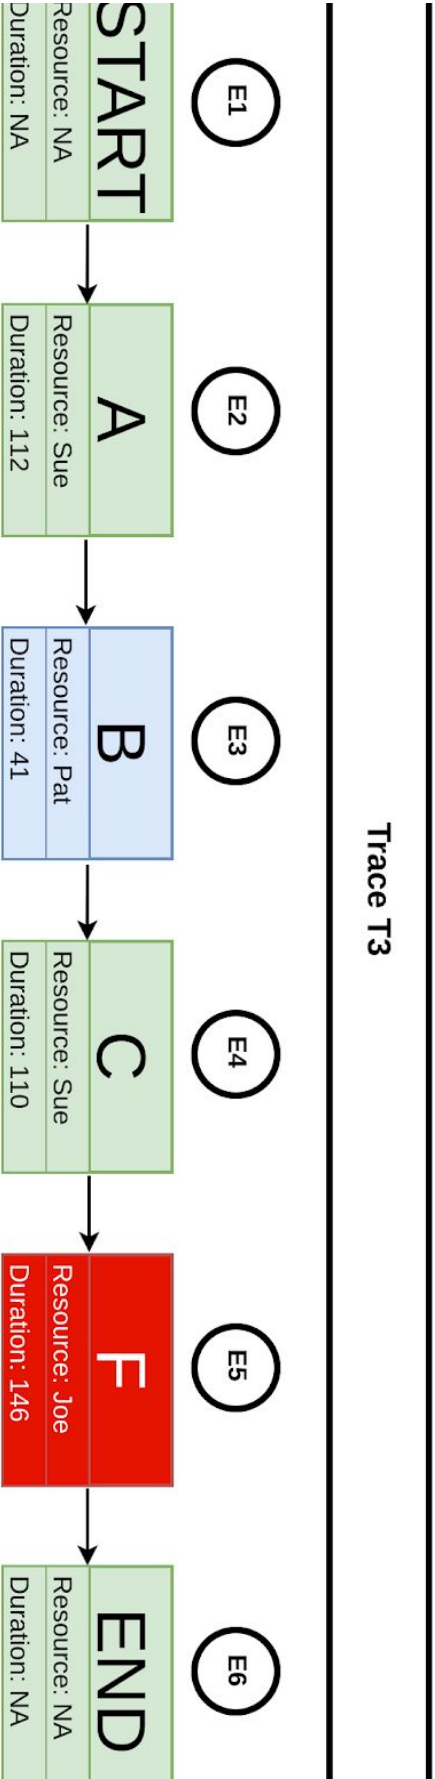 Trace T3
E1
E2
E3
E4
E5
E6
START
Resource: NA
Duration: NA
A
Resource: Sue
Duration: 112
B
Resource: Pat
Duration: 41
C
Resource: Sue
Duration: 110
F
Resource: Joe
Duration: 146
END
Resource: NA
Duration: NA